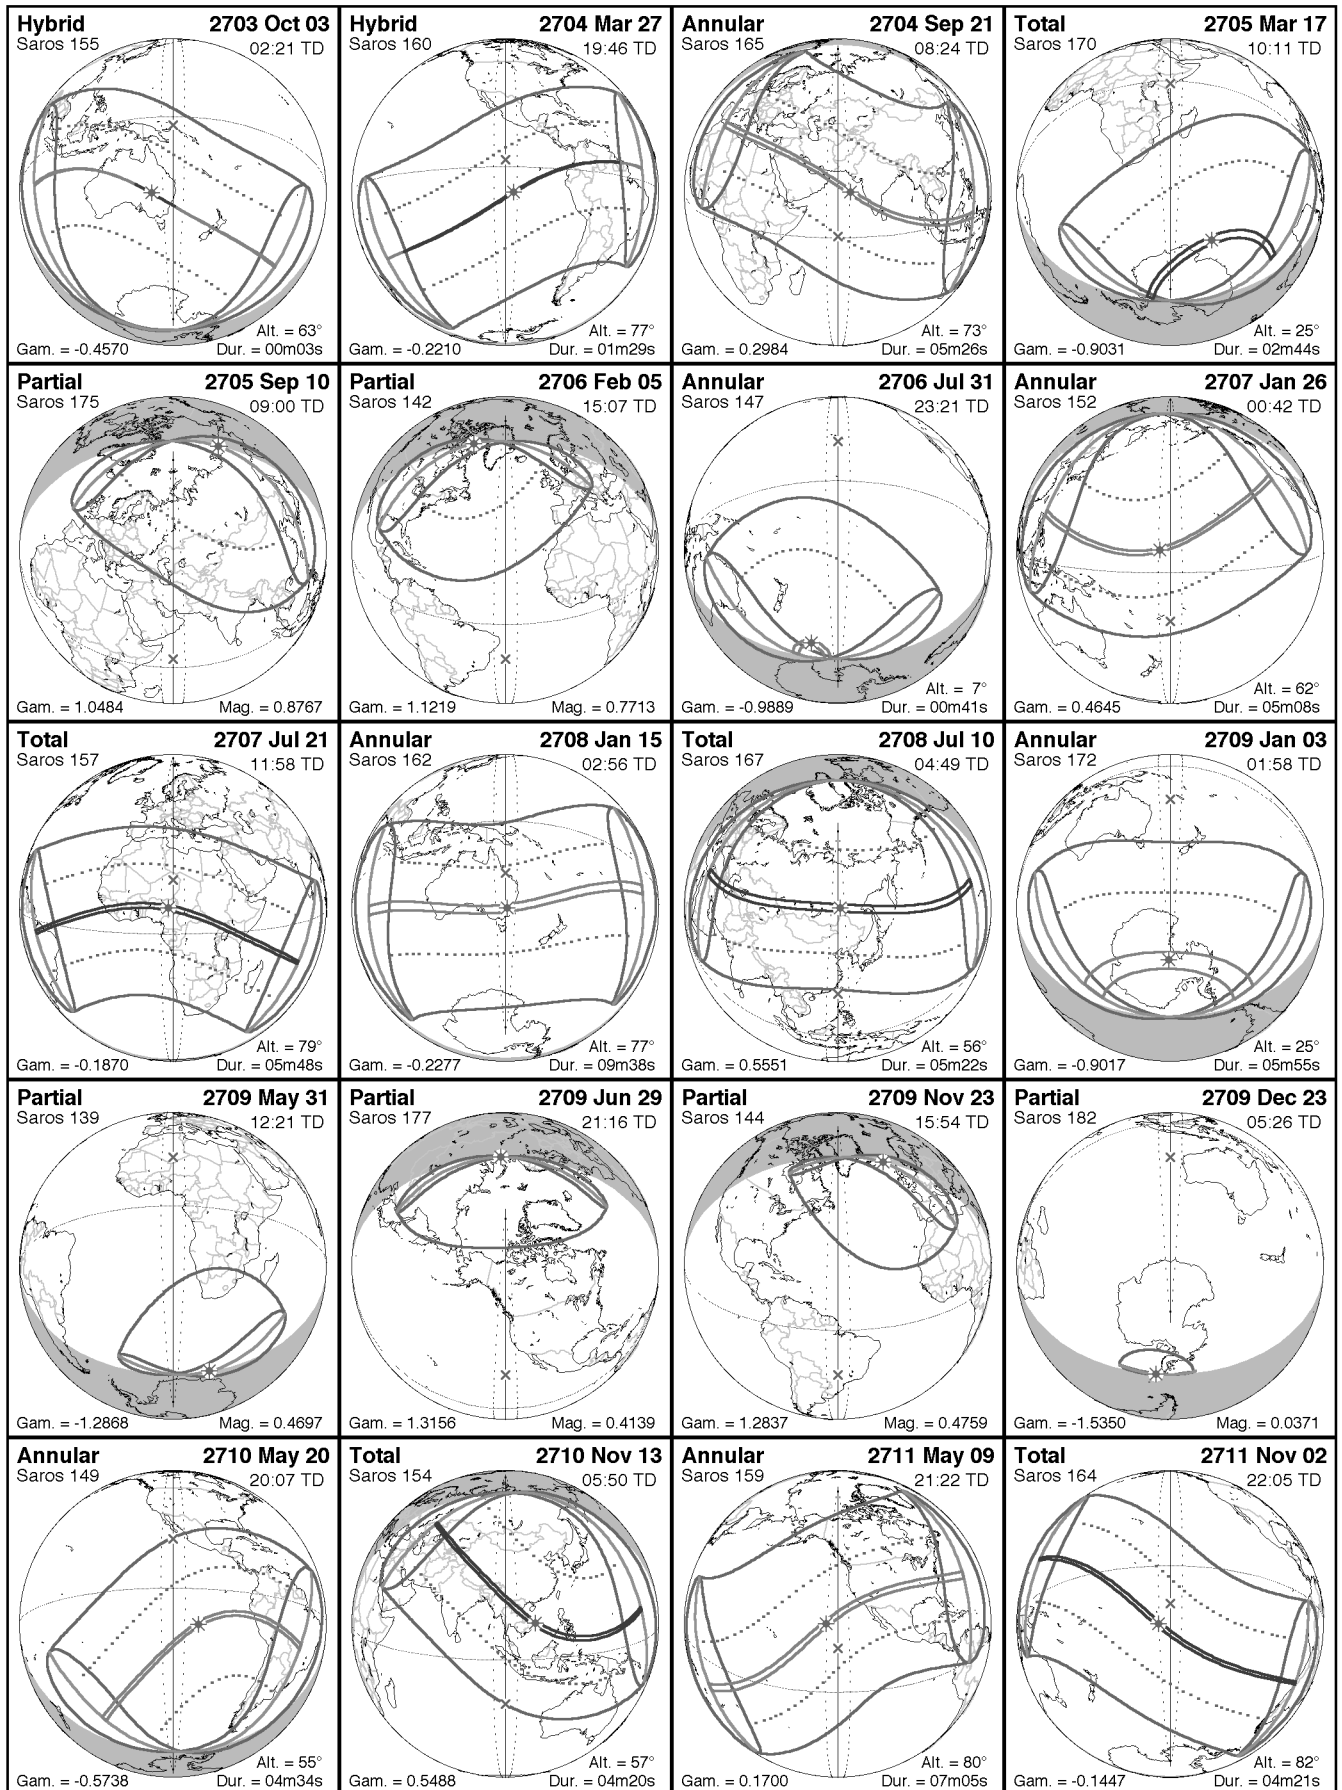 Hybrid 2703 Oct 03
Saros 155 02:21 TD
Alt. = 63°
Gam. = -0.4570 Dur. = 00m03s
Hybrid 2704 Mar 27
Saros 160 19:46 TD
Alt. = 77°
Gam. = -0.2210 Dur. = 01m29s
Annular 2704 Sep 21
Saros 165 08:24 TD
Alt. = 73°
Gam. = 0.2984 Dur. = 05m26s
Total 2705 Mar 17
Saros 170 10:11 TD
Alt. = 25°
Gam. = -0.9031 Dur. = 02m44s
Partial 2705 Sep 10
Saros 175 09:00 TD
Gam. = 1.0484 Mag. = 0.8767
Partial 2706 Feb 05
Saros 142 15:07 TD
Gam. = 1.1219 Mag. = 0.7713
Annular 2706 Jul 31
Saros 147 23:21 TD
Alt. = 7°
Gam. = -0.9889 Dur. = 00m41s
Annular 2707 Jan 26
Saros 152 00:42 TD
Alt. = 62°
Gam. = 0.4645 Dur. = 05m08s
Total 2707 Jul 21
Saros 157 11:58 TD
Alt. = 79°
Gam. = -0.1870 Dur. = 05m48s
Annular 2708 Jan 15
Saros 162 02:56 TD
Alt. = 77°
Gam. = -0.2277 Dur. = 09m38s
Total 2708 Jul 10
Saros 167 04:49 TD
Alt. = 56°
Gam. = 0.5551 Dur. = 05m22s
Annular 2709 Jan 03
Saros 172 01:58 TD
Alt. = 25°
Gam. = -0.9017 Dur. = 05m55s
Partial 2709 May 31
Saros 139 12:21 TD
Gam. = -1.2868 Mag. = 0.4697
Partial 2709 Jun 29
Saros 177 21:16 TD
Gam. = 1.3156 Mag. = 0.4139
Partial 2709 Nov 23
Saros 144 15:54 TD
Gam. = 1.2837 Mag. = 0.4759
Partial 2709 Dec 23
Saros 182 05:26 TD
Gam. = -1.5350 Mag. = 0.0371
Annular 2710 May 20
Saros 149 20:07 TD
Alt. = 55°
Gam. = -0.5738 Dur. = 04m34s
Total 2710 Nov 13
Saros 154 05:50 TD
Alt. = 57°
Gam. = 0.5488 Dur. = 04m20s
Annular 2711 May 09
Saros 159 21:22 TD
Alt. = 80°
Gam. = 0.1700 Dur. = 07m05s
Total 2711 Nov 02
Saros 164 22:05 TD
Alt. = 82°
Gam. = -0.1447 Dur. = 04m21s